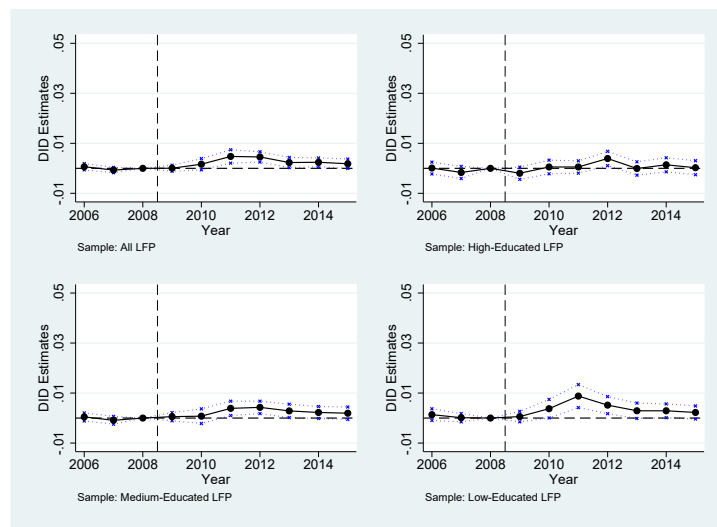 DID Estimates
-.01 .01 .03 .05
2006 2008 2010 2012 2014
Year
Sample: All LFP
DID Estimates
-.01 .01 .03 .05
2006 2008 2010 2012 2014
Year
Sample: High-Educated LFP
DID Estimates
-.01 .01 .03 .05
2006 2008 2010 2012 2014
Year
Sample: Medium-Educated LFP
DID Estimates
-.01 .01 .03 .05
2006 2008 2010 2012 2014
Year
Sample: Low-Educated LFP